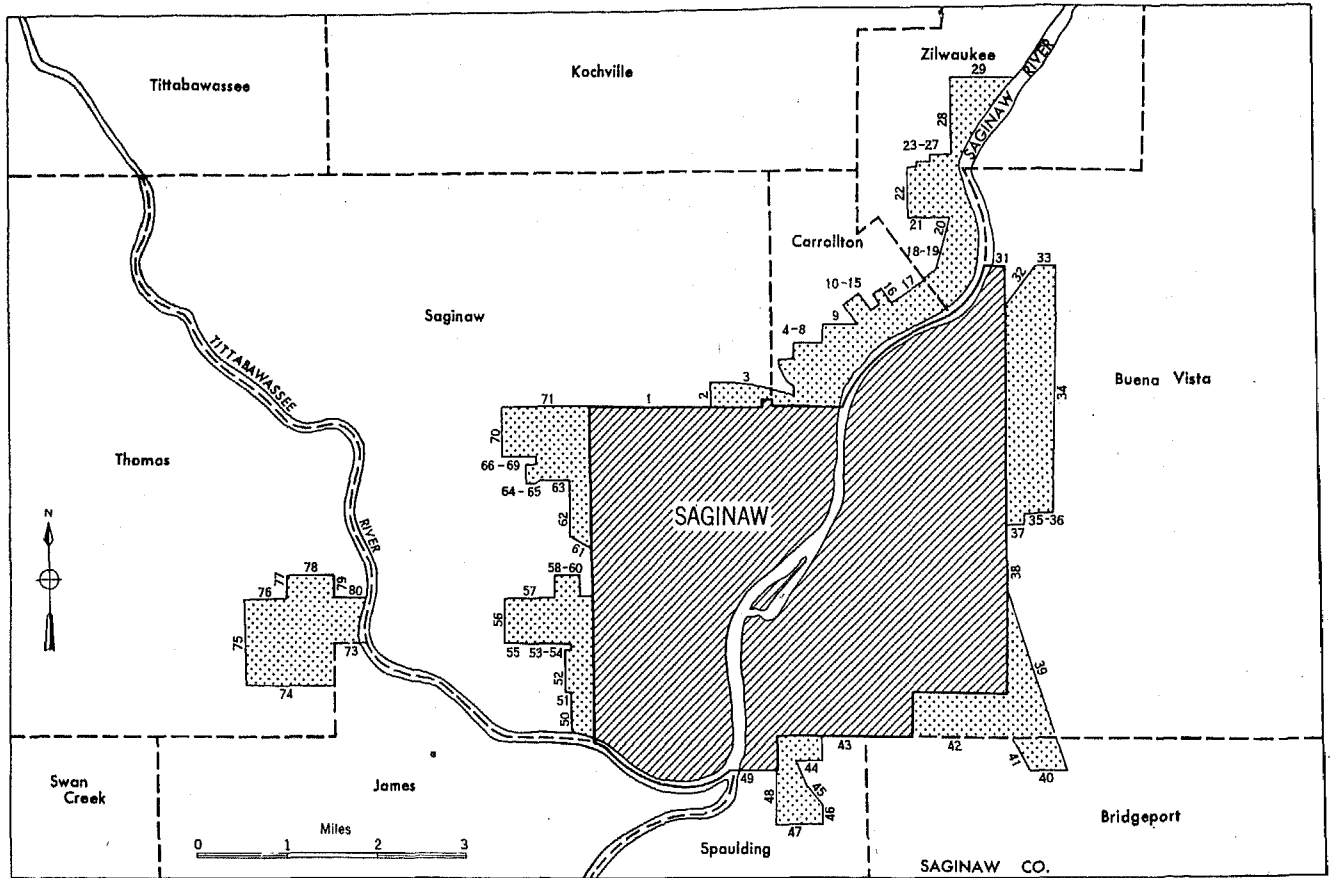 Tittabawassee
Kochville
Zilwaukee
29
SAGINAW RIVER
28
23-27
22
21
20
Carrollton
18-19
31
33
32
10-15
16
17
9
4-8
Saginaw
TITTABAWASSEE
RIVER
3
2
1
71
70
66-69
64-65
63
62
61
Buena Vista
34
35-36
37
38
Thomas
N
SAGINAW
58-60
57
56
55
53-54
52
51
50
78
77
79
76
80
75
73
74
39
42
41
40
43
44
45
46
47
48
49
Swan
Creek
James
Miles
0 1 2 3
Spaulding
Bridgeport
SAGINAW CO.